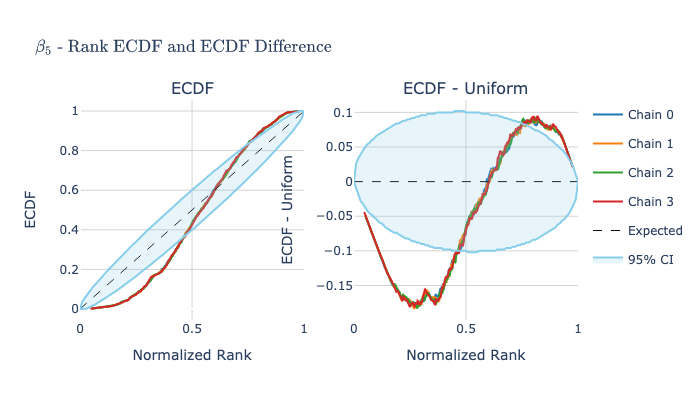 β₅ - Rank ECDF and ECDF Difference
ECDF
ECDF - Uniform
1
0.8
0.6
0.4
0.2
0
ECDF
0
0.5
1
Normalized Rank
0.1
0.05
0
−0.05
−0.1
−0.15
ECDF - Uniform
0
0.5
1
Normalized Rank
Chain 0
Chain 1
Chain 2
Chain 3
Expected
95% CI